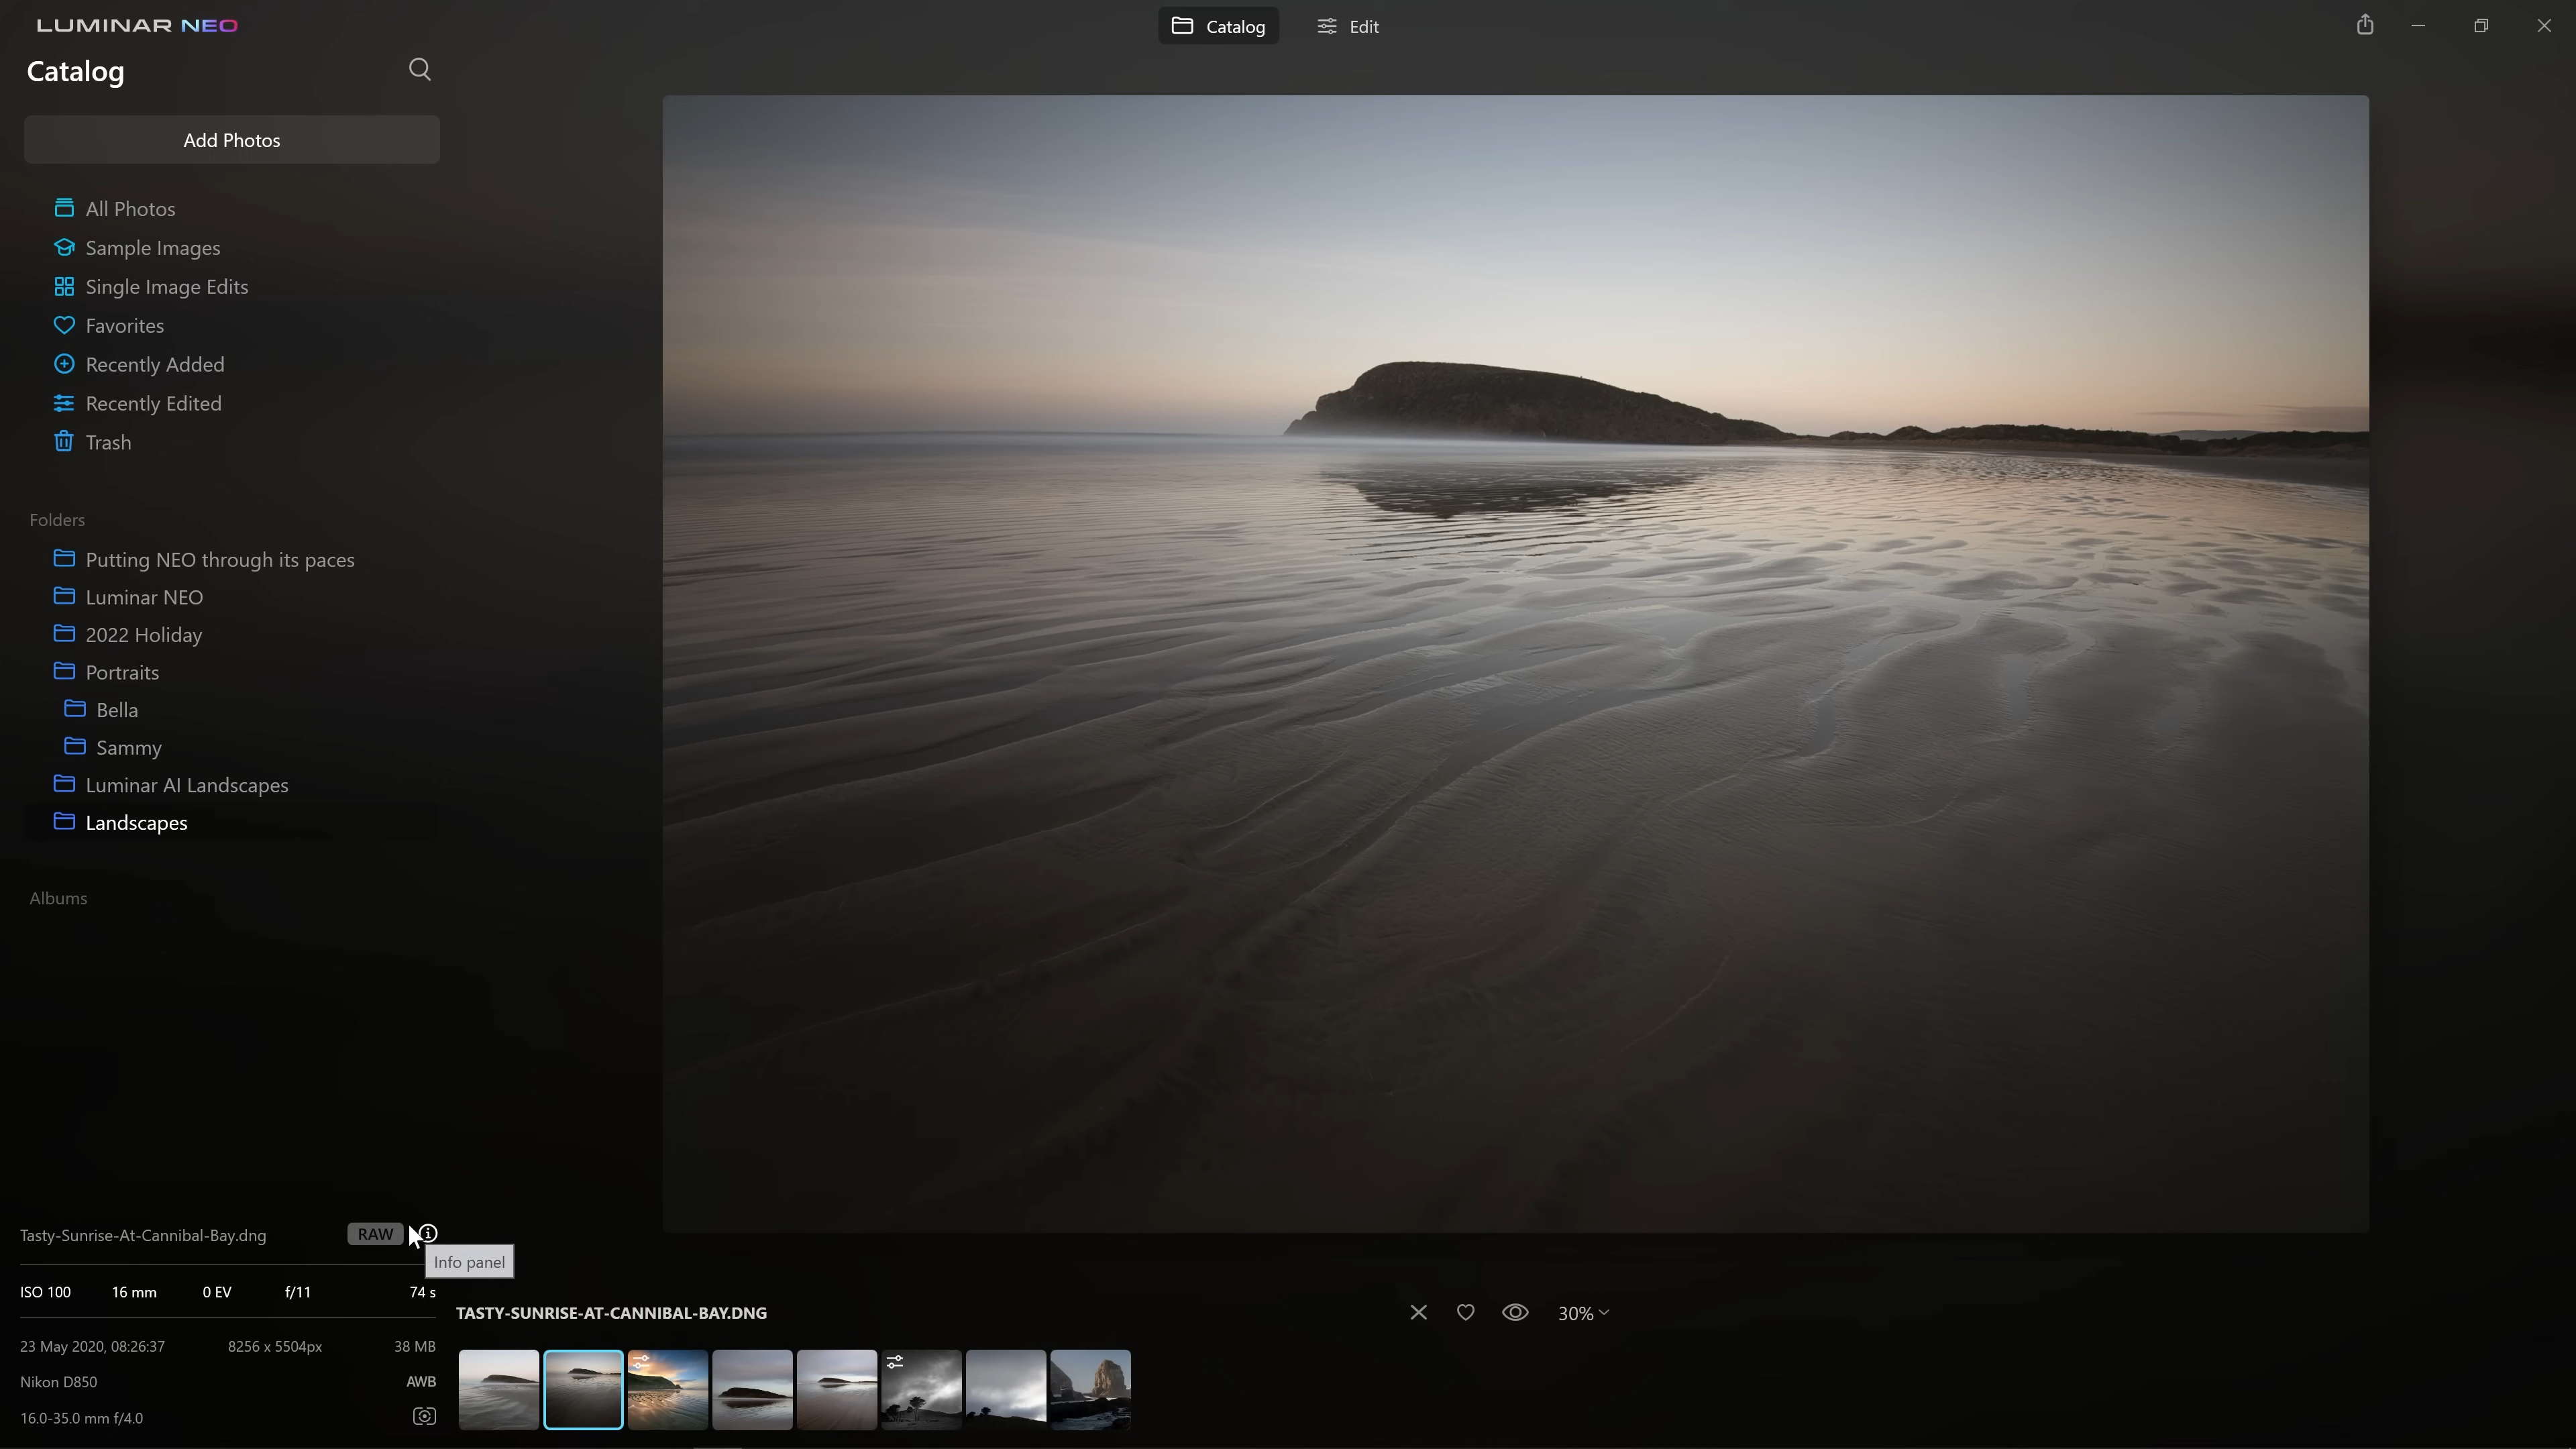 LUMINAR NEO
Catalog
Edit
Catalog
Add Photos
All Photos
Sample Images
Single Image Edits
Favorites
Recently Added
Recently Edited
Trash
Folders
Putting NEO through its paces
Luminar NEO
2022 Holiday
Portraits
Bella
Sammy
Luminar AI Landscapes
Landscapes
Albums
Tasty-Sunrise-At-Cannibal-Bay.dng RAW
Info panel
ISO 100 16 mm 0 EV f/11 74 s
23 May 2020, 08:26:37 8256 x 5504px 38 MB
Nikon D850 AWB
16.0-35.0 mm f/4.0
TASTY-SUNRISE-AT-CANNIBAL-BAY.DNG
30%